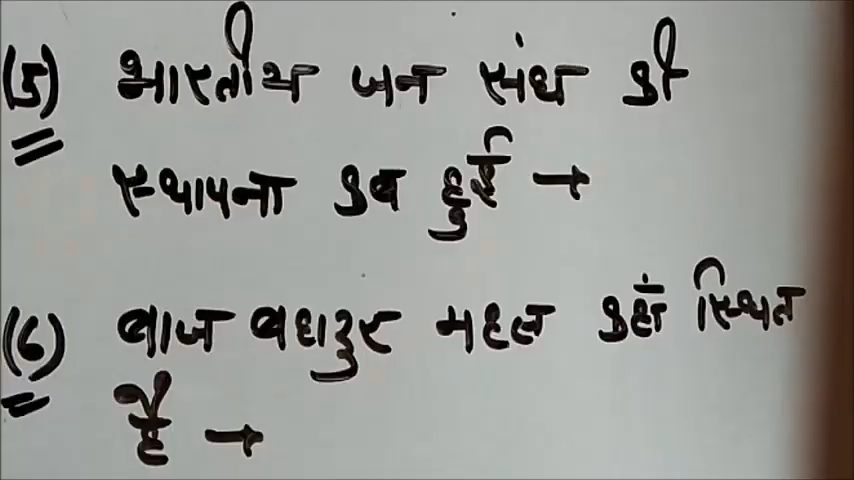 (5) भारतीय जन संघ की
स्थापना कब हुई →
(6) बाज बहादुर महल कहाँ स्थित
है →